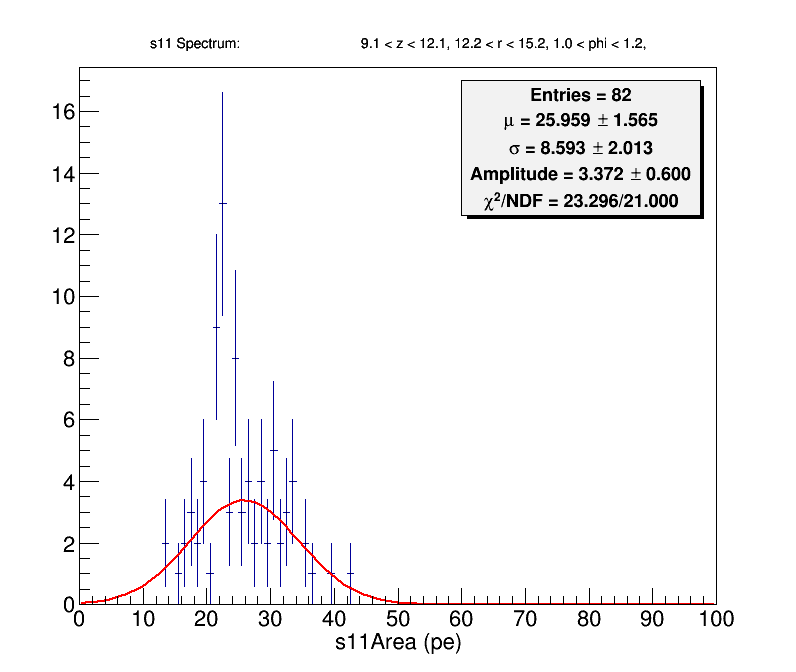 s11 Spectrum: 9.1 < z < 12.1, 12.2 < r < 15.2, 1.0 < phi < 1.2,
Entries = 82
μ = 25.959 ± 1.565
σ = 8.593 ± 2.013
Amplitude = 3.372 ± 0.600
χ²/NDF = 23.296/21.000
16
14
12
10
8
6
4
2
0
0 10 20 30 40 50 60 70 80 90 100
s11Area (pe)